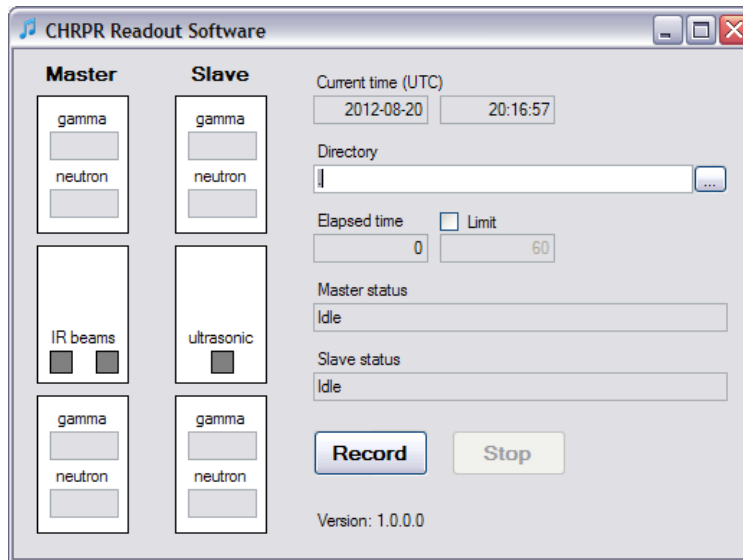 CHRPR Readout Software
Master Slave
gamma gamma
neutron neutron
IR beams ultrasonic
gamma gamma
neutron neutron
Current time (UTC)
2012-08-20 20:16:57
Directory
.
...
Elapsed time Limit
0 60
Master status
Idle
Slave status
Idle
Record Stop
Version: 1.0.0.0